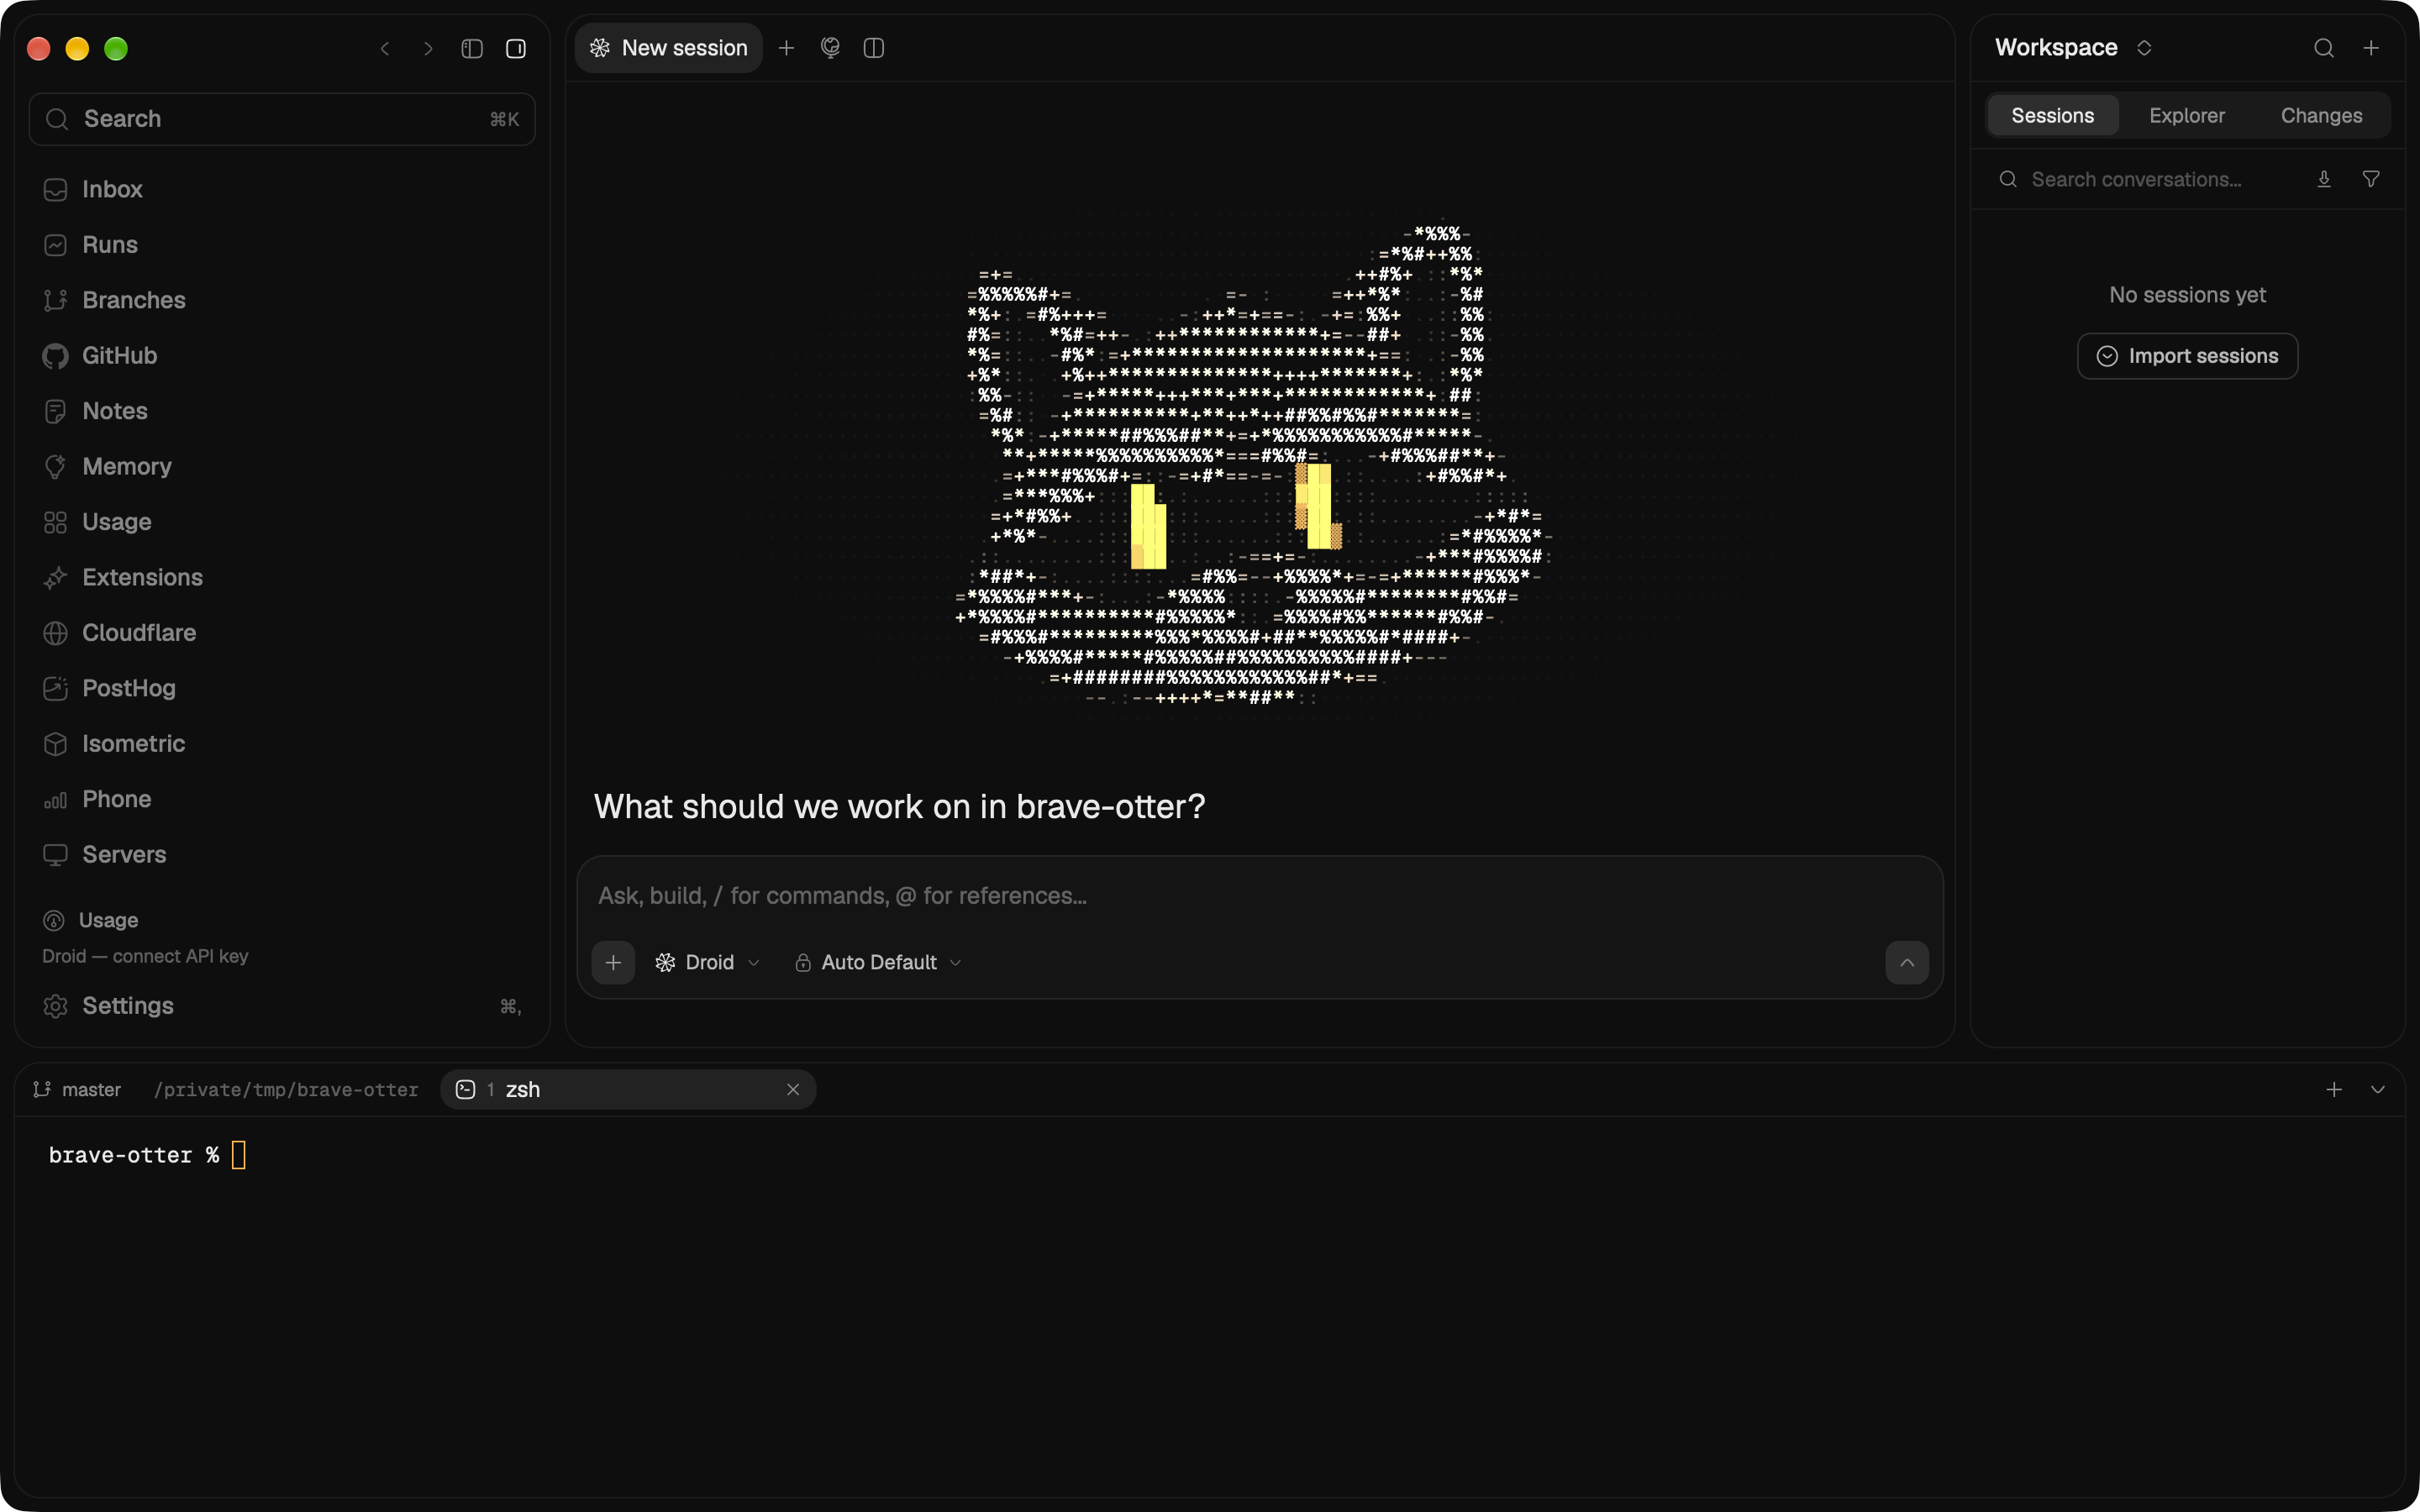 Search ⌘K
Inbox
Runs
Branches
GitHub
Notes
Memory
Usage
Extensions
Cloudflare
PostHog
Isometric
Phone
Servers
Usage
Droid — connect API key
Settings ⌘,
New session
What should we work on in brave-otter?
Ask, build, / for commands, @ for references...
Droid
Auto Default
Workspace
Sessions Explorer Changes
Search conversations...
No sessions yet
Import sessions
master /private/tmp/brave-otter 1 zsh
brave-otter %